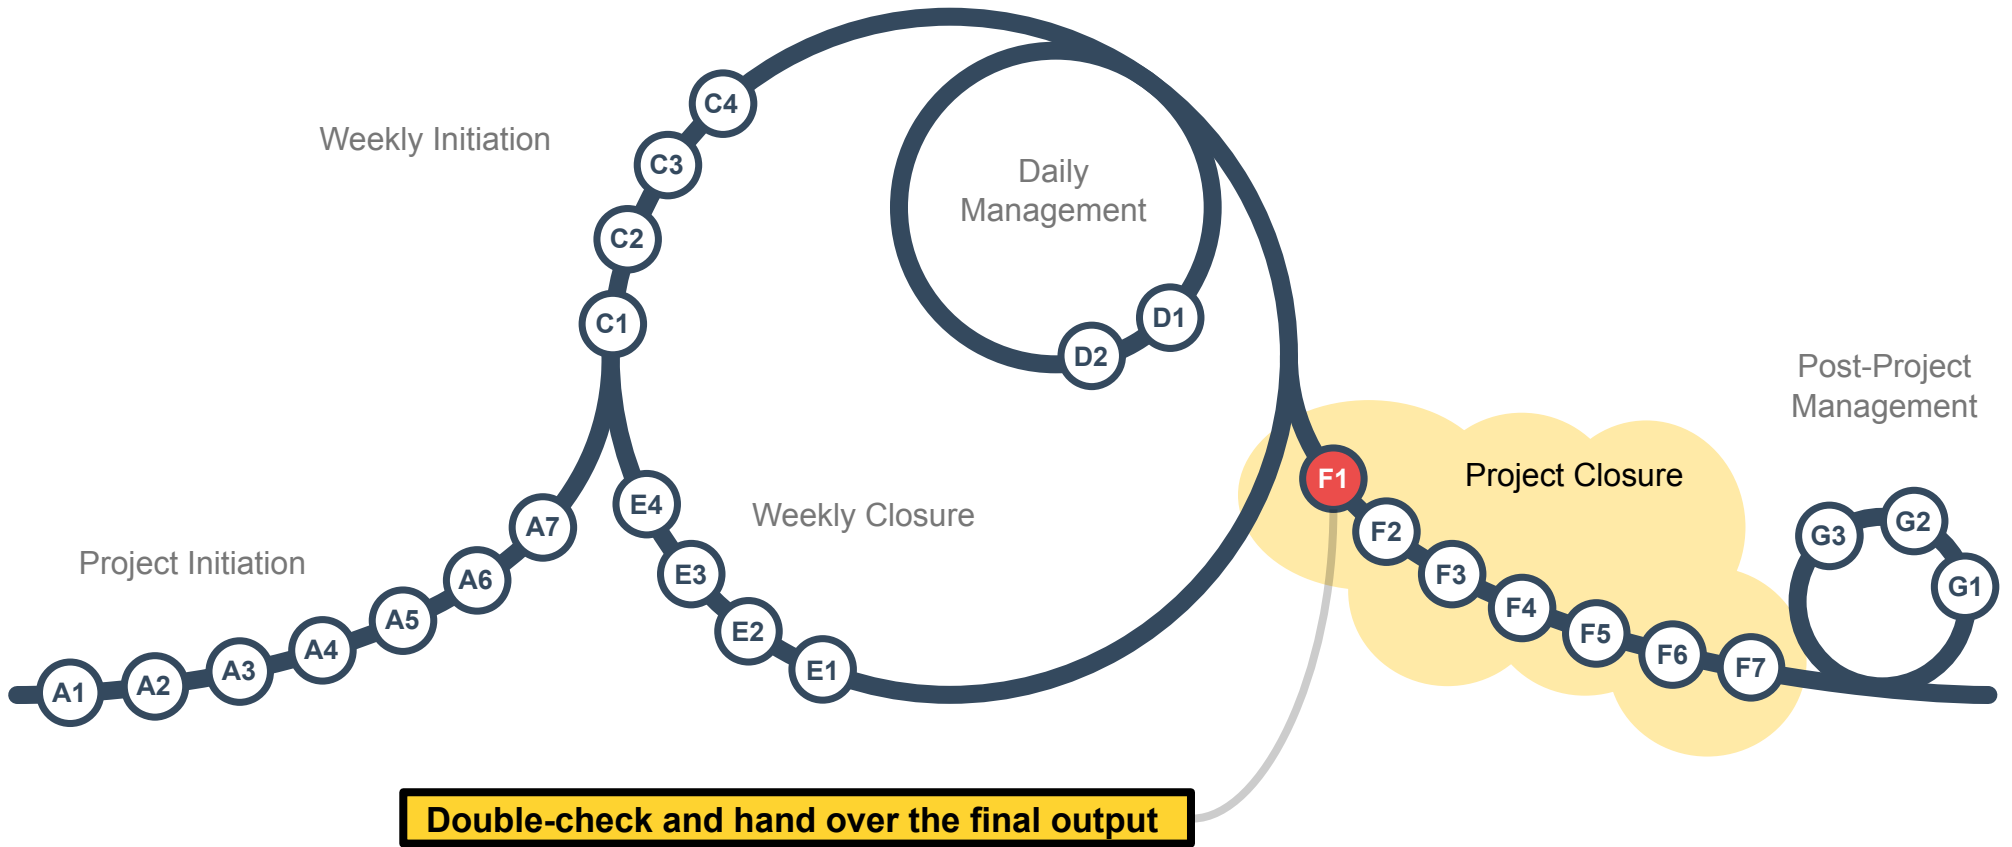 Project Initiation
A1
A2
A3
A4
A5
A6
A7
Weekly Initiation
C1
C2
C3
C4
Daily
Management
D1
D2
Weekly Closure
E1
E2
E3
E4
Project Closure
F1
F2
F3
F4
F5
F6
F7
Post-Project
Management
G1
G2
G3
Double-check and hand over the final output